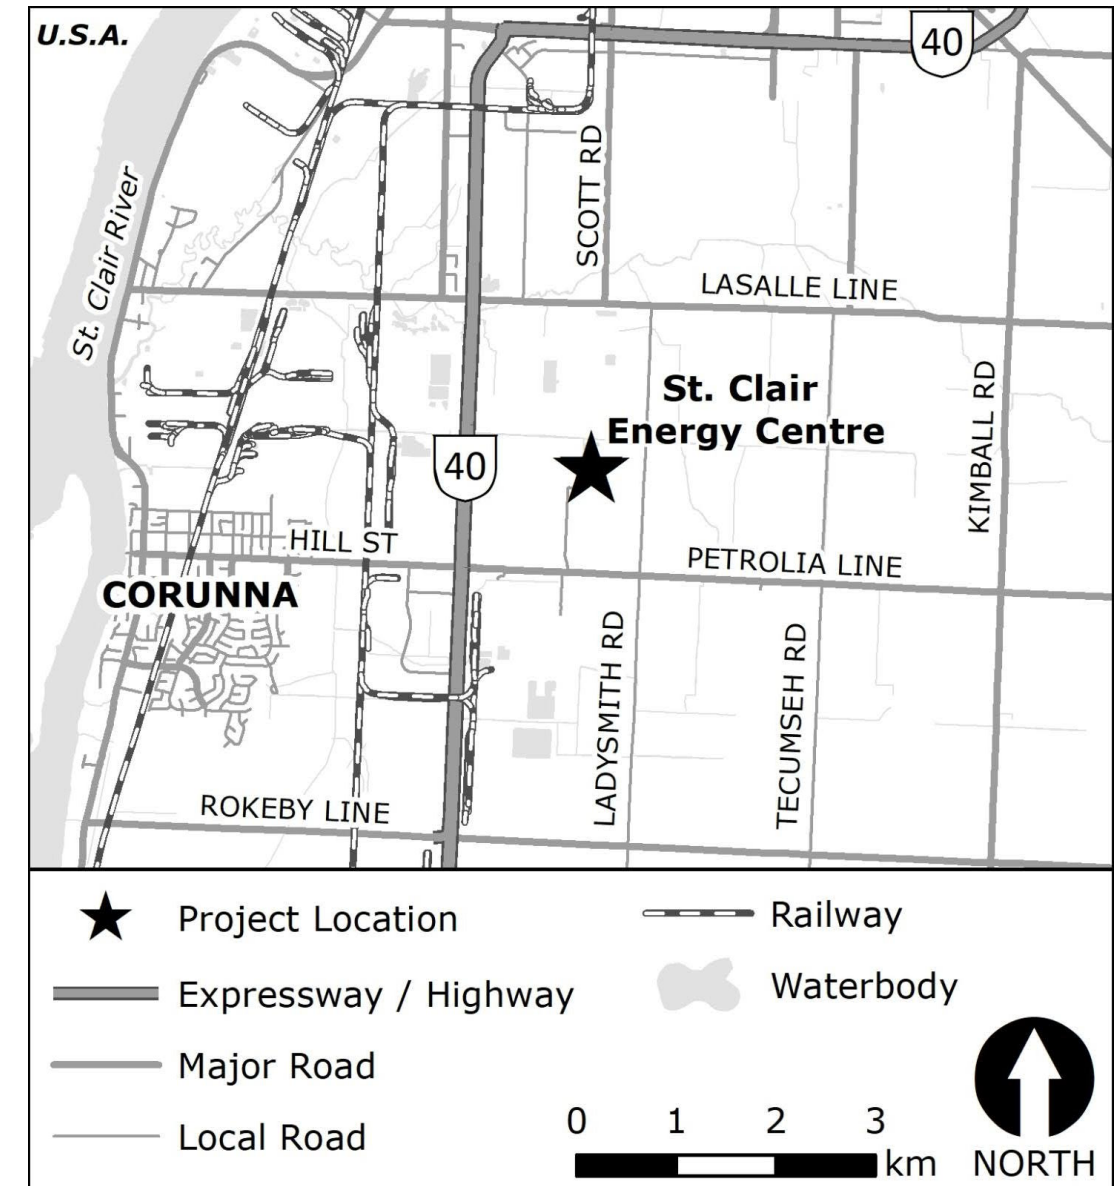 U.S.A.
40
SCOTT RD
St. Clair River
LASALLE LINE
St. Clair
Energy Centre
KIMBALL RD
40
HILL ST
PETROLIA LINE
CORUNNA
LADYSMITH RD
TECUMSEH RD
ROKEBY LINE
Project Location
Railway
Expressway / Highway
Waterbody
Major Road
Local Road
0 1 2 3
km
NORTH